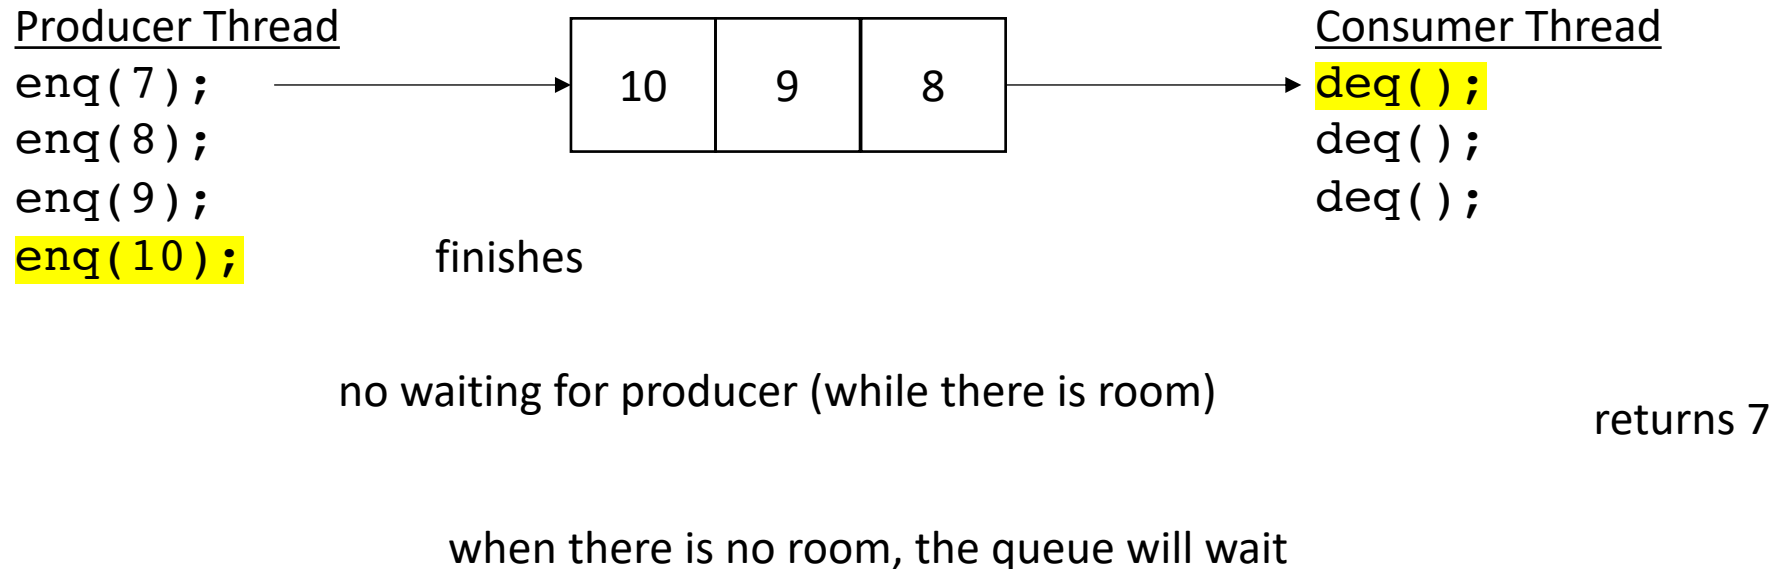 Producer Thread
enq(7);
enq(8);
enq(9);
enq(10);
finishes
10 9 8
Consumer Thread
deq();
deq();
deq();
no waiting for producer (while there is room)
returns 7
when there is no room, the queue will wait